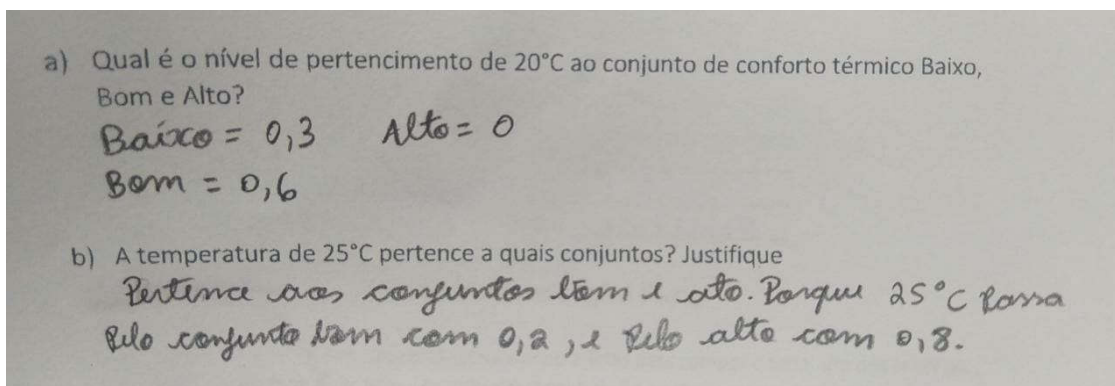 a) Qual é o nível de pertencimento de 20°C ao conjunto de conforto térmico Baixo,
Bom e Alto?
Baixo = 0,3 Alto = 0
Bom = 0,6
b) A temperatura de 25°C pertence a quais conjuntos? Justifique
Pertence aos conjuntos bom e ato. Porque 25°C Passa
Pelo conjunto bom com 0,2, e Pelo alto com 0,8.